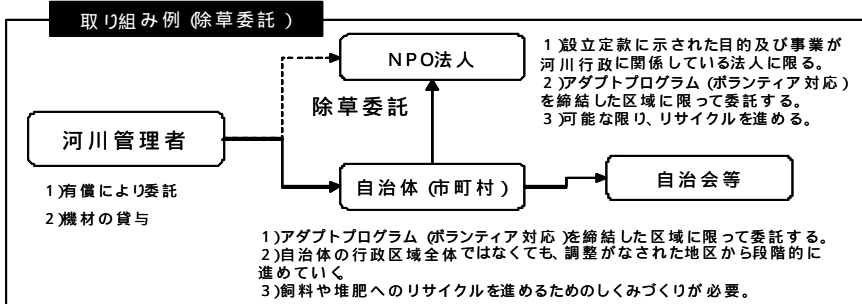 取り組み例(除草委託)
NPO法人
1)設立定款に示された目的及び事業が
河川行政に関係している法人に限る。
2)アダプトプログラム(ボランティア対応)
を締結した区域に限って委託する。
3)可能な限り、リサイクルを進める。
除草委託
河川管理者
1)有償により委託
2)機材の貸与
自治体(市町村)
自治会等
1)アダプトプログラム(ボランティア対応)を締結した区域に限って委託する。
2)自治体の行政区域全体ではなくても、調整がなされた地区から段階的に
進めていく
3)飼料や堆肥へのリサイクルを進めるためのしくみづくりが必要。